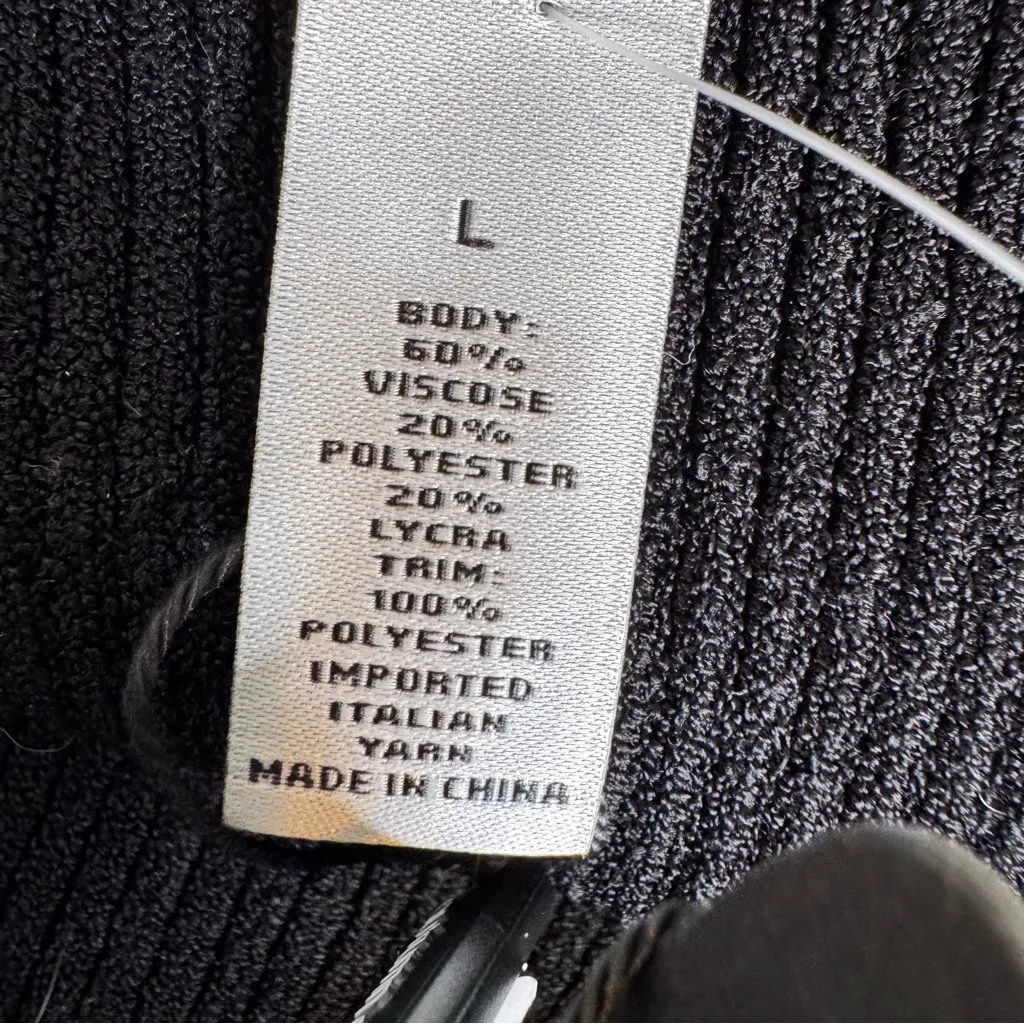 L
BODY:
60%
VISCOSE
20%
POLYESTER
20%
LYCRA
TRIM:
100%
POLYESTER
IMPORTED
ITALIAN
YARN
MADE IN CHINA